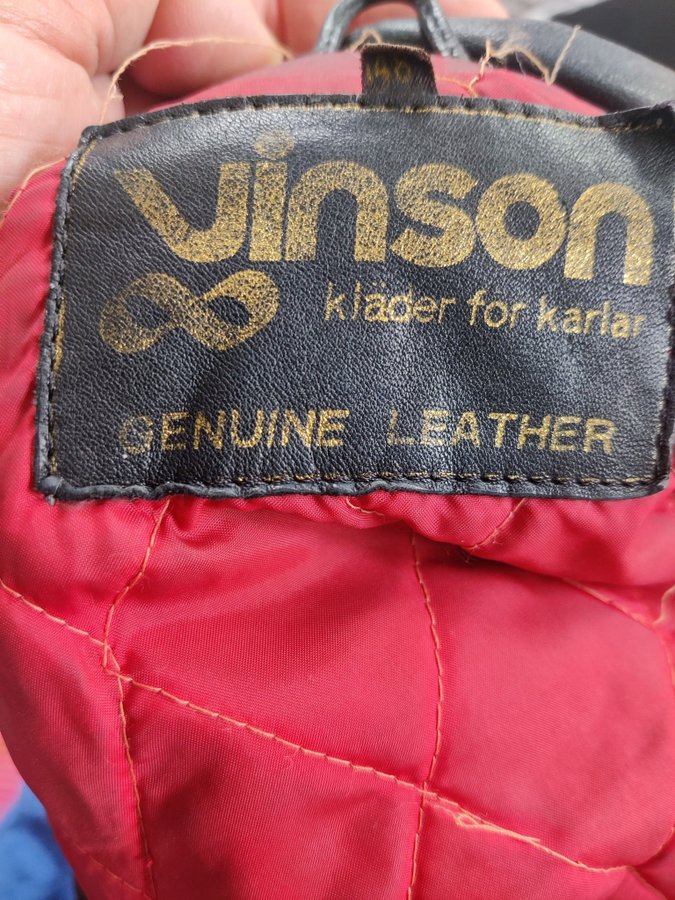 vinson
kläder for karlar
GENUINE LEATHER